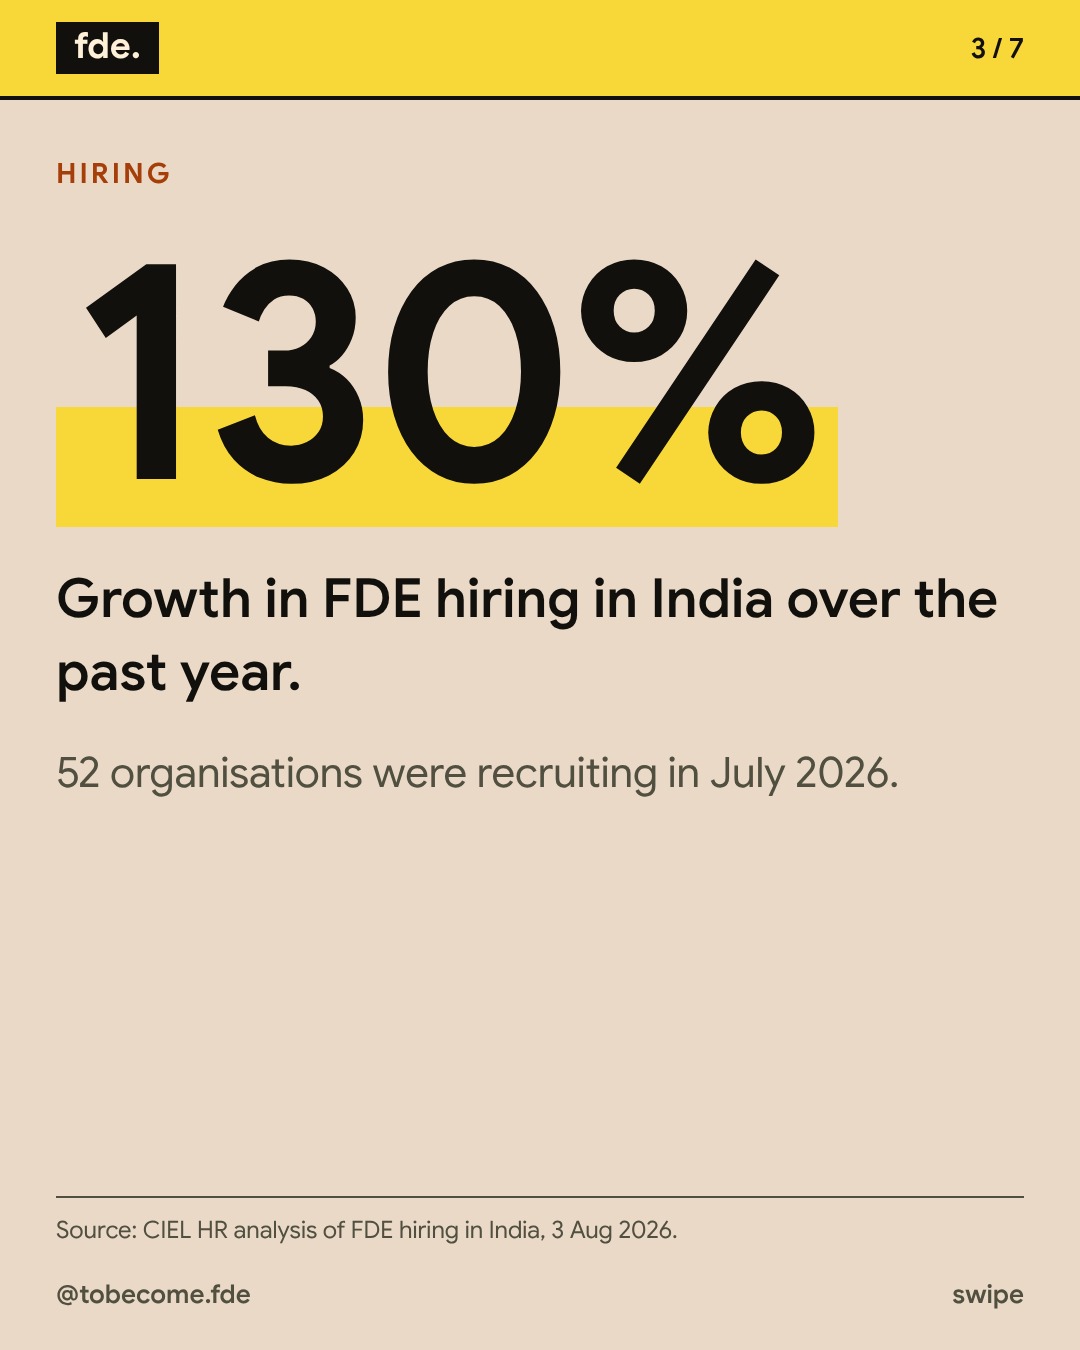 fde.
3 / 7
HIRING
130%
Growth in FDE hiring in India over the
past year.
52 organisations were recruiting in July 2026.
Source: CIEL HR analysis of FDE hiring in India, 3 Aug 2026.
@tobecome.fde
swipe